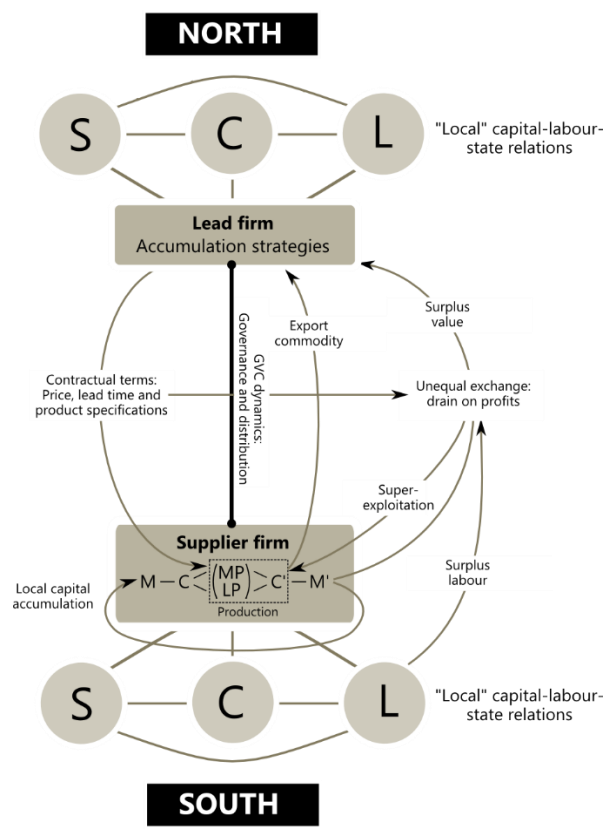 NORTH
S
C
L
"Local" capital-labour-
state relations
Lead firm
Accumulation strategies
Surplus
value
Export
commodity
GVC dynamics:
Governance and distribution
Contractual terms:
Price, lead time and
product specifications
Unequal exchange:
drain on profits
Super-
exploitation
Supplier firm
M C (MP C' M'
LP)
Production
Local capital
accumulation
Surplus
labour
S
C
L
"Local" capital-labour-
state relations
SOUTH